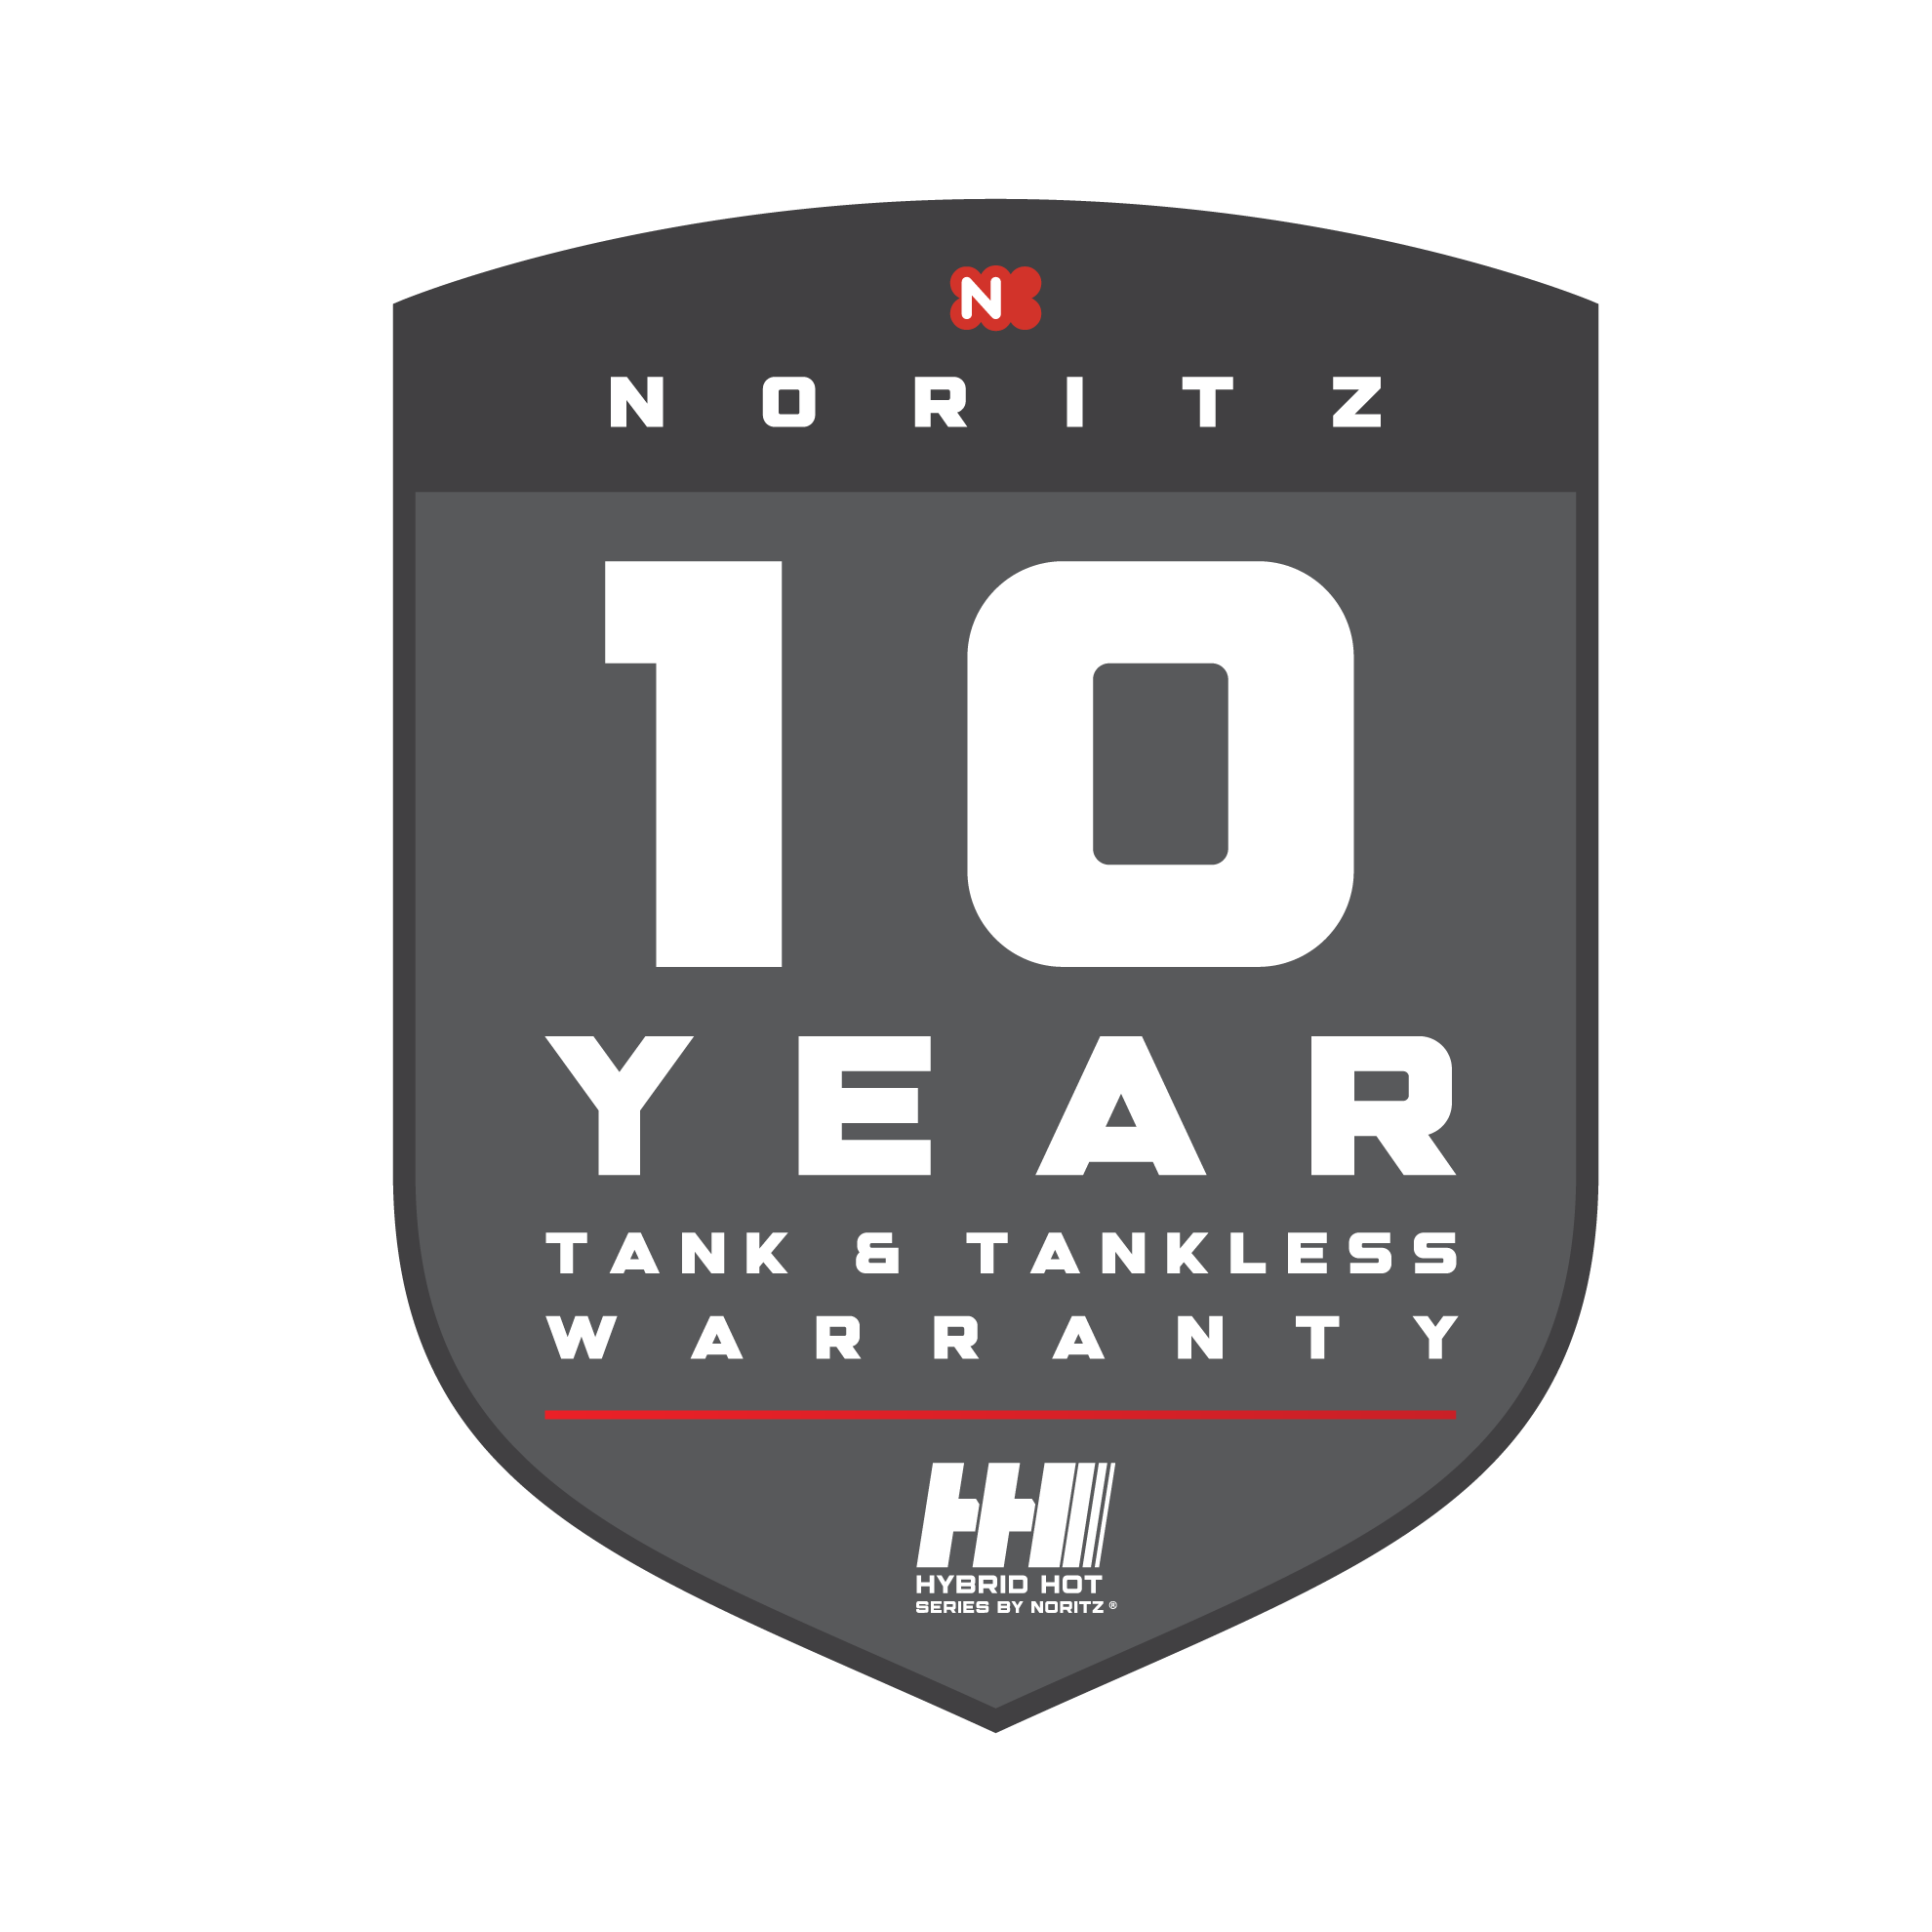 N
NORITZ
10
YEAR
TANK & TANKLESS
WARRANTY
HYBRID HOT
SERIES BY NORITZ ®